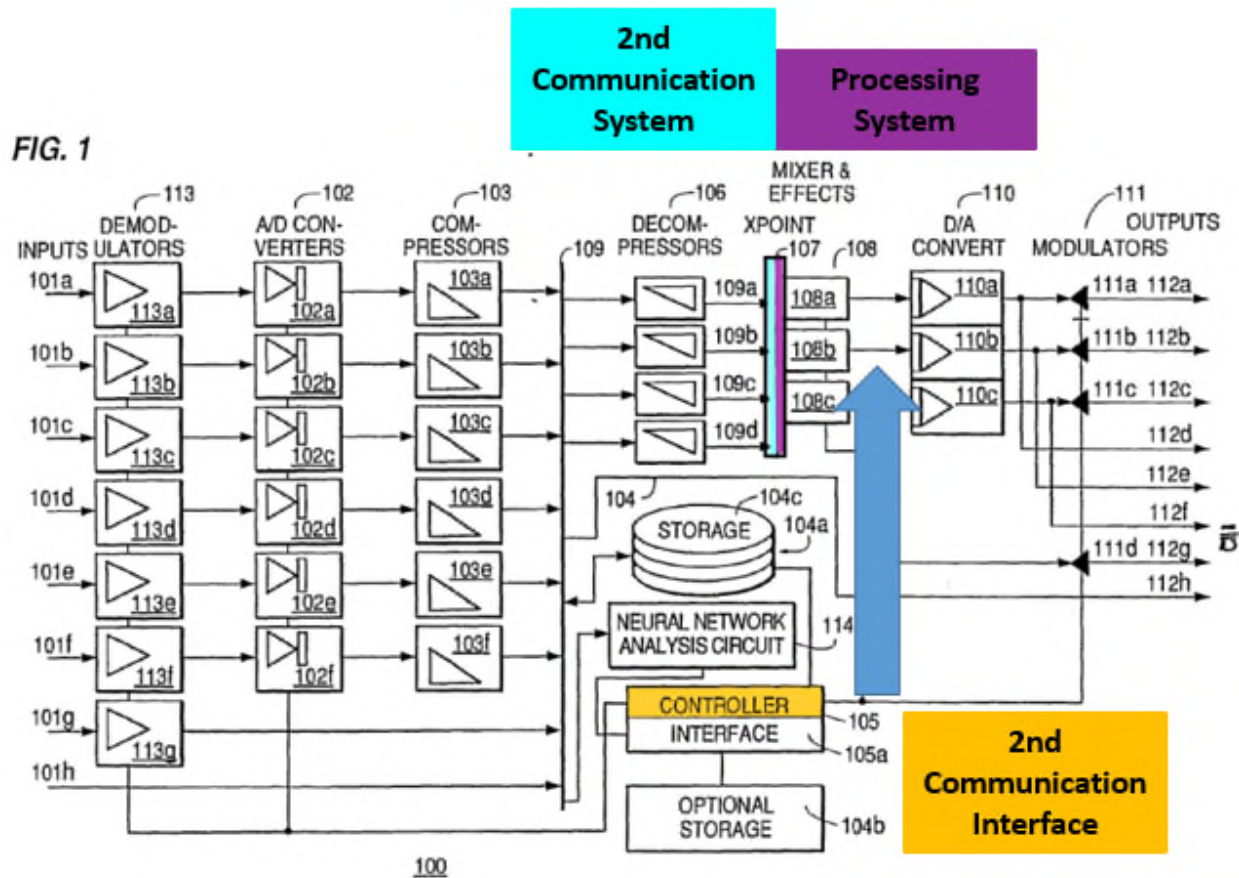 2nd
Communication
System
Processing
System
FIG. 1
113
102
103
106
MIXER &
EFFECTS
110
111
INPUTS
DEMOD-
ULATORS
A/D CON-
VERTERS
COM-
PRESSORS
109
DECOM-
PRESSORS
XPOINT
107
108
D/A
CONVERT
MODULATORS
OUTPUTS
101a
113a
102a
103a
109a
108a
110a
111a
112a
101b
113b
102b
103b
109b
108b
110b
111b
112b
101c
113c
102c
103c
109c
108c
110c
111c
112c
109d
112d
101d
113d
102d
103d
104
104c
STORAGE
104a
112e
112f
101e
113e
102e
103e
111d
112g
112h
101f
113f
102f
103f
NEURAL NETWORK
ANALYSIS CIRCUIT
114
101g
113g
CONTROLLER
105
INTERFACE
105a
101h
OPTIONAL
STORAGE
104b
2nd
Communication
Interface
100